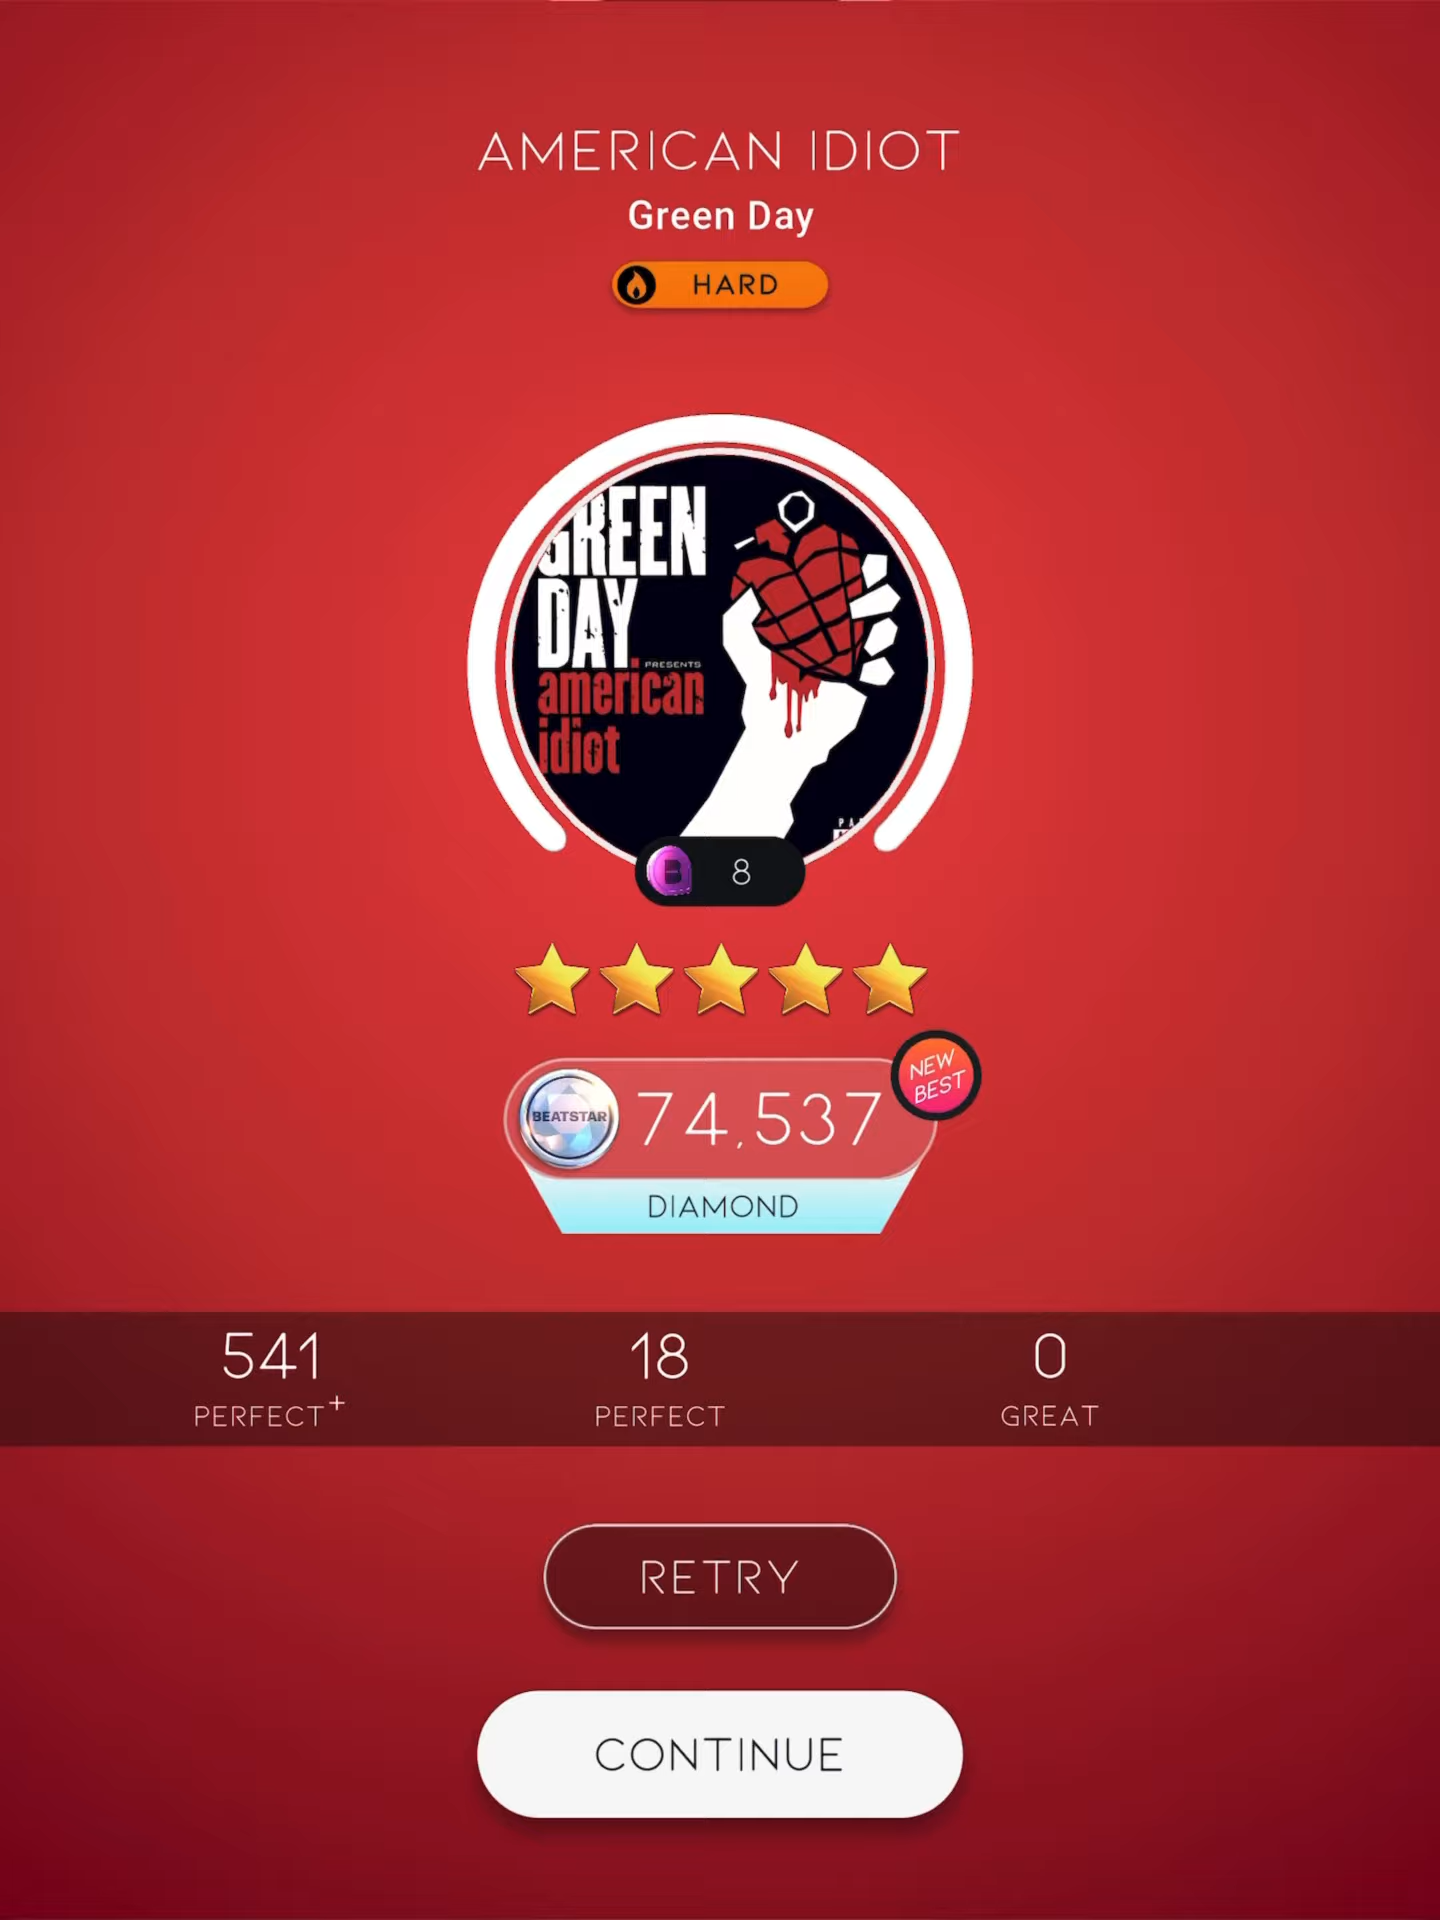 AMERICAN IDIOT
Green Day
HARD
GREEN
DAY
PRESENTS
american
idiot
B 8
BEATSTAR 74,537
NEW
BEST
DIAMOND
541 18 0
PERFECT+ PERFECT GREAT
RETRY
CONTINUE